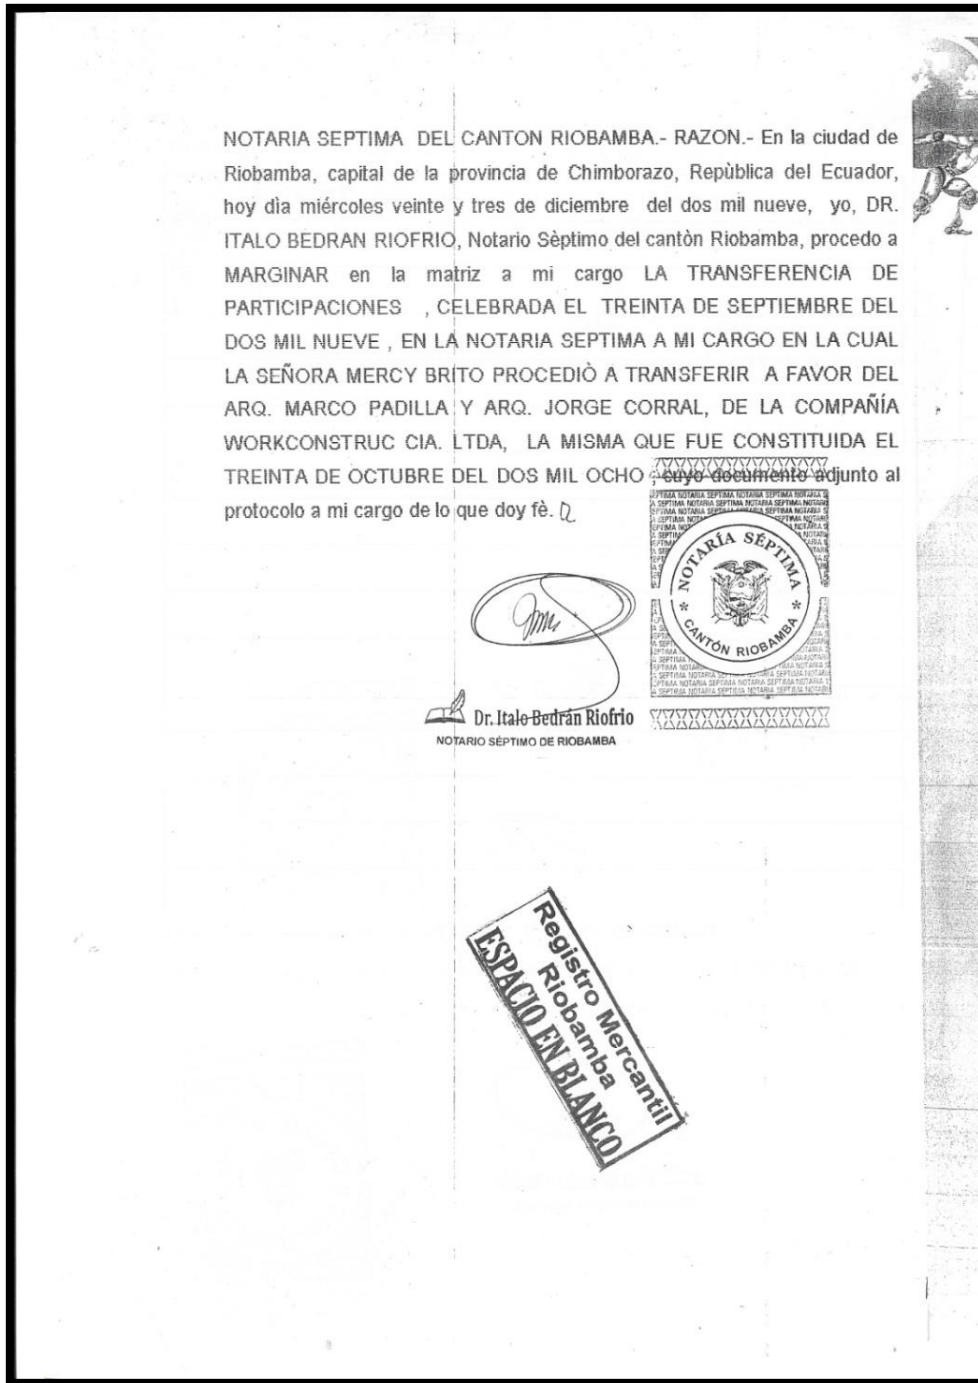 NOTARIA SEPTIMA DEL CANTON RIOBAMBA.- RAZON.- En la ciudad de
Riobamba, capital de la provincia de Chimborazo, Repùblica del Ecuador,
hoy dìa miércoles veinte y tres de diciembre del dos mil nueve, yo, DR.
ITALO BEDRAN RIOFRIO, Notario Sèptimo del cantòn Riobamba, procedo a
MARGINAR en la matriz a mi cargo LA TRANSFERENCIA DE
PARTICIPACIONES , CELEBRADA EL TREINTA DE SEPTIEMBRE DEL
DOS MIL NUEVE , EN LA NOTARIA SEPTIMA A MI CARGO EN LA CUAL
LA SEÑORA MERCY BRITO PROCEDIÒ A TRANSFERIR A FAVOR DEL
ARQ. MARCO PADILLA Y ARQ. JORGE CORRAL, DE LA COMPAÑÍA
WORKCONSTRUC CIA. LTDA, LA MISMA QUE FUE CONSTITUIDA EL
TREINTA DE OCTUBRE DEL DOS MIL OCHO , cuyo documento adjunto al
protocolo a mi cargo de lo que doy fè.
NOTARÍA SÉPTIMA
* CANTÓN RIOBAMBA *
Dr. Italo Bedrán Riofrio
NOTARIO SÉPTIMO DE RIOBAMBA
Registro Mercantil
Riobamba
ESPACIO EN BLANCO